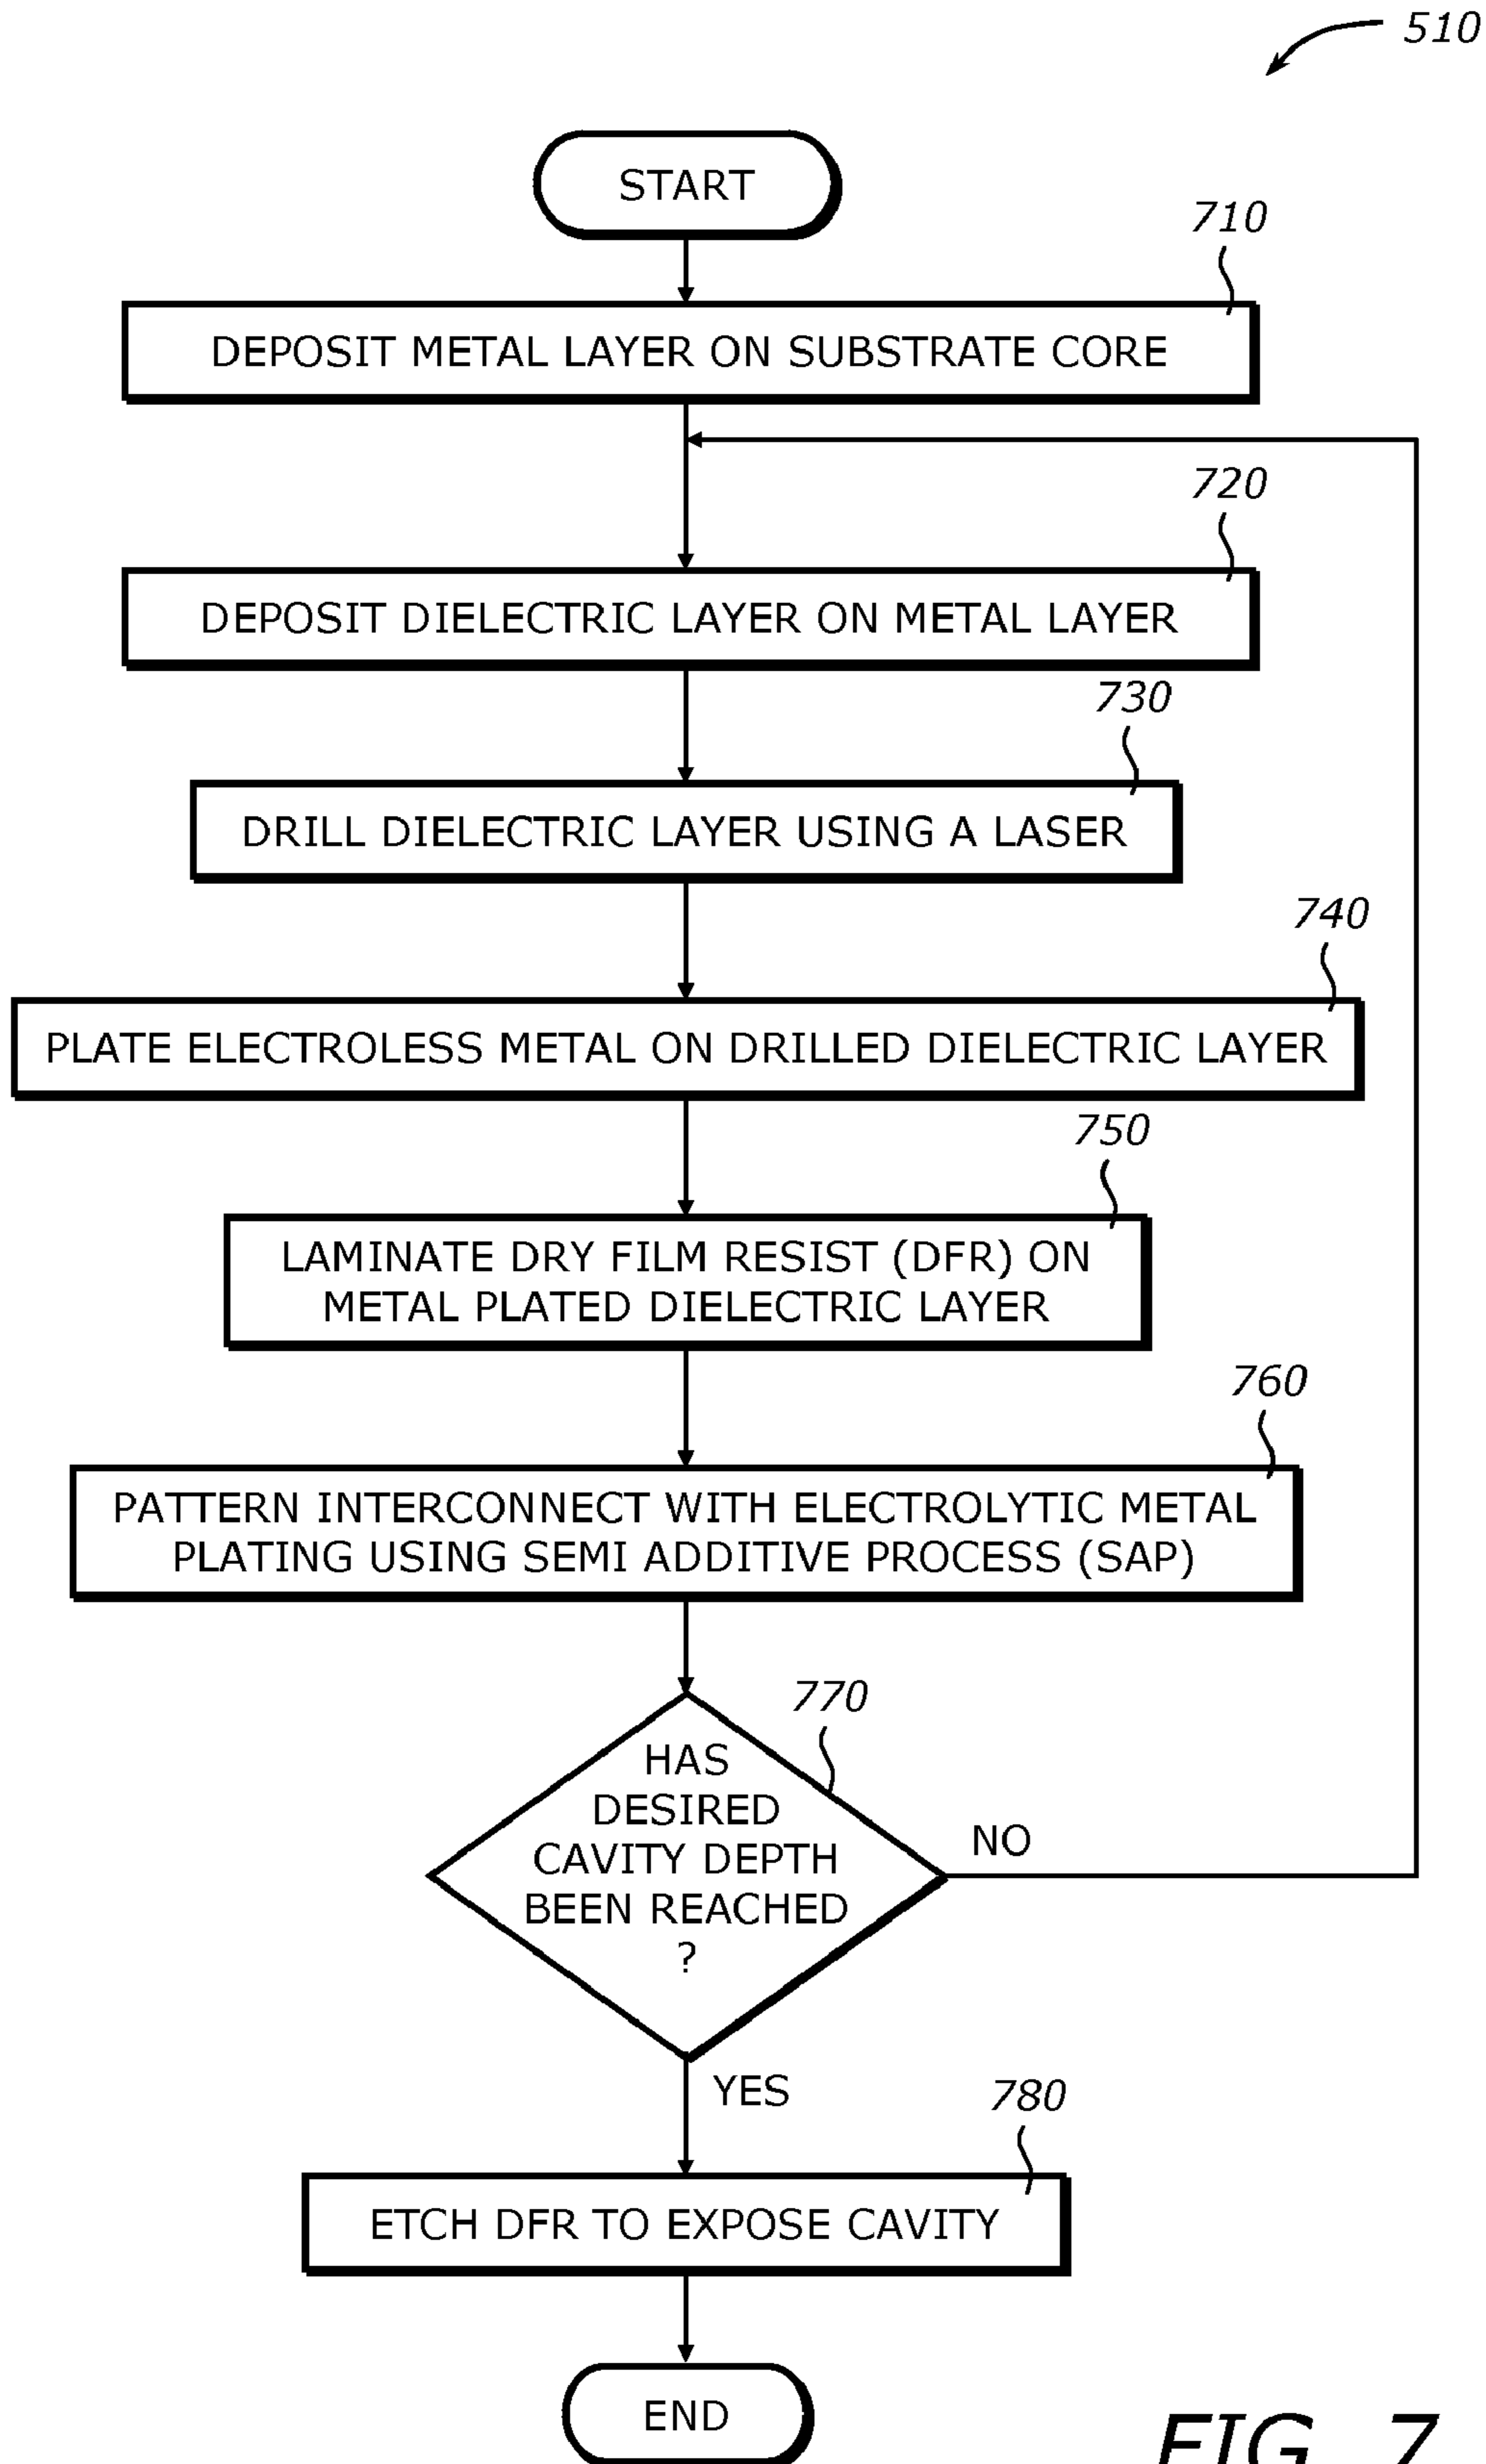 510
START
710
DEPOSIT METAL LAYER ON SUBSTRATE CORE
720
DEPOSIT DIELECTRIC LAYER ON METAL LAYER
730
DRILL DIELECTRIC LAYER USING A LASER
740
PLATE ELECTROLESS METAL ON DRILLED DIELECTRIC LAYER
750
LAMINATE DRY FILM RESIST (DFR) ON
METAL PLATED DIELECTRIC LAYER
760
PATTERN INTERCONNECT WITH ELECTROLYTIC METAL
PLATING USING SEMI ADDITIVE PROCESS (SAP)
770
HAS
DESIRED
CAVITY DEPTH
BEEN REACHED
?
NO
YES
780
ETCH DFR TO EXPOSE CAVITY
END
FIG. 7